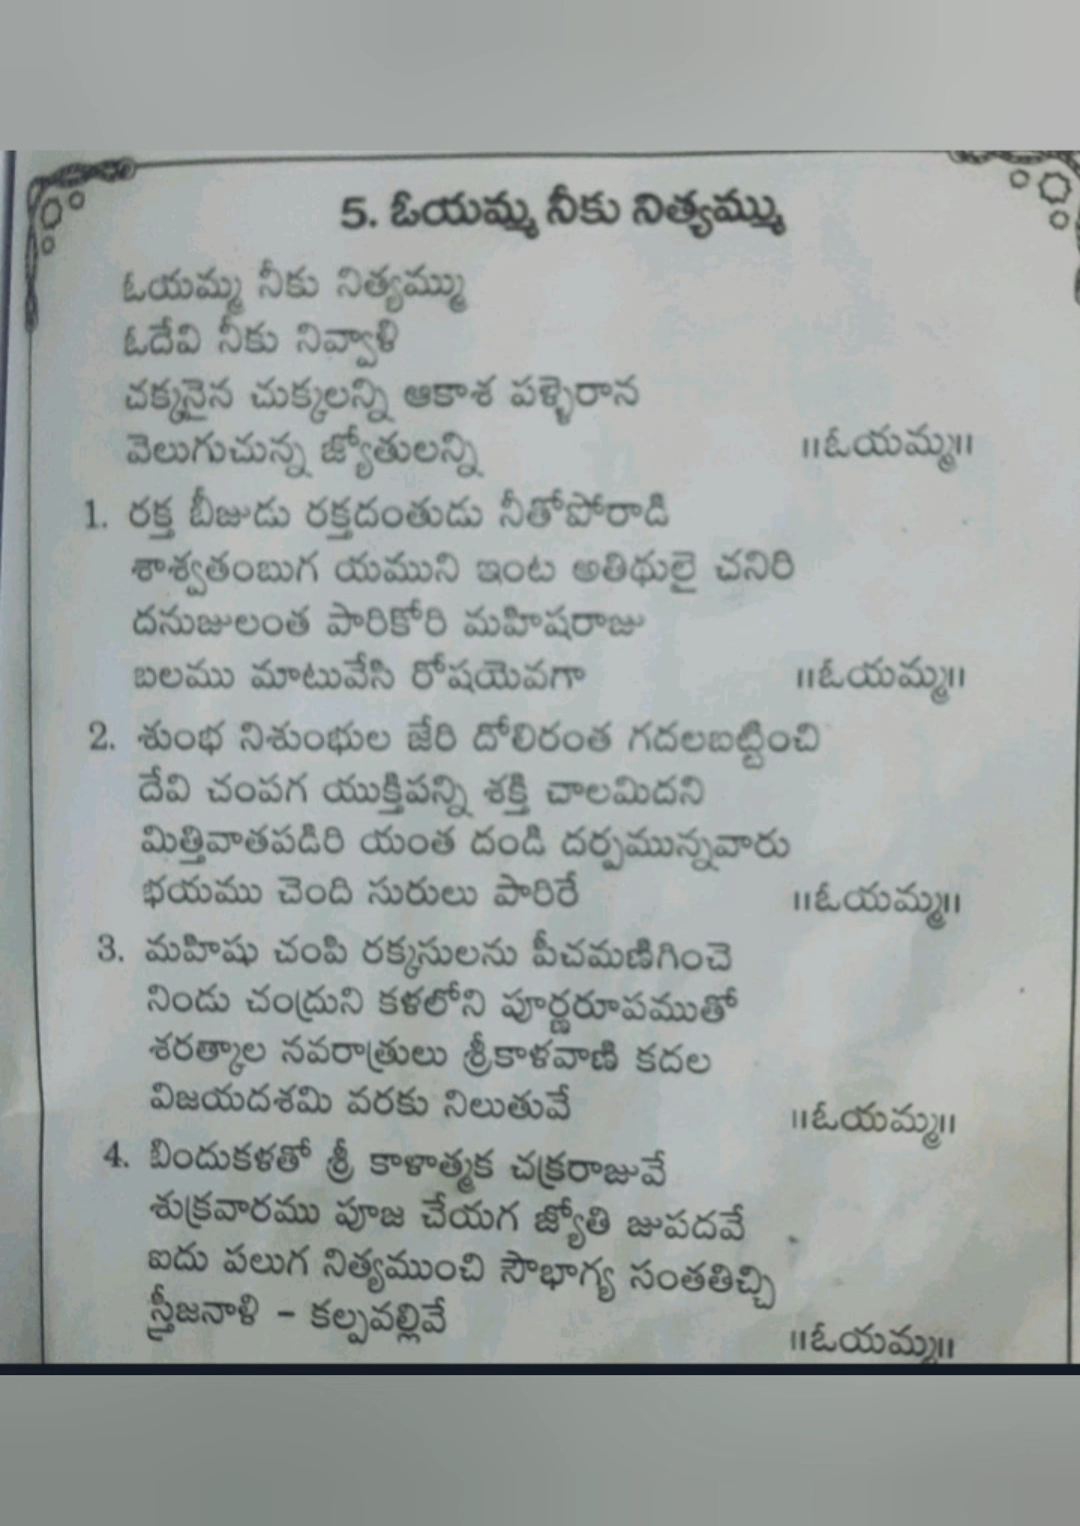 5. ఓయమ్మ నీకు నిత్యమ్ము
ఓయమ్మ నీకు నిత్యమ్ము
ఓదేవి నీకు నివ్వాళి
చక్కనైన చుక్కలన్ని ఆకాశ పళ్ళెరాన
వెలుగుచున్న జ్యోతులన్ని ॥ఓయమ్మ॥
1. రక్త బీజుడు రక్తదంతుడు నీతోపోరాడి
శాశ్వతంబుగ యముని ఇంట అతిథులై చనిరి
దనుజులంత పారికోరి మహిషరాజు
బలము మాటువేసి రోషయెవగా ॥ఓయమ్మ॥
2. శుంభ నిశుంభుల జేరి దోలిరంత గదలబట్టించి
దేవి చంపగ యుక్తిపన్ని శక్తి చాలమిదని
మిత్తివాతపడిరి యంత దండి దర్పమున్నవారు
భయము చెంది సురులు పారిరే ॥ఓయమ్మ॥
3. మహిషు చంపి రక్కసులను పీచమణిగించె
నిండు చంద్రుని కళలోని పూర్ణరూపముతో
శరత్కాల నవరాత్రులు శ్రీకాళవాణి కదల
విజయదశమి వరకు నిలుతువే ॥ఓయమ్మ॥
4. బిందుకళతో శ్రీ కాళాత్మక చక్రరాజువే
శుక్రవారము పూజ చేయగ జ్యోతి జుపదవే
ఐదు పలుగ నిత్యముంచి సౌభాగ్య సంతతిచ్చి
స్త్రీజనాళి - కల్పవల్లివే ॥ఓయమ్మ॥